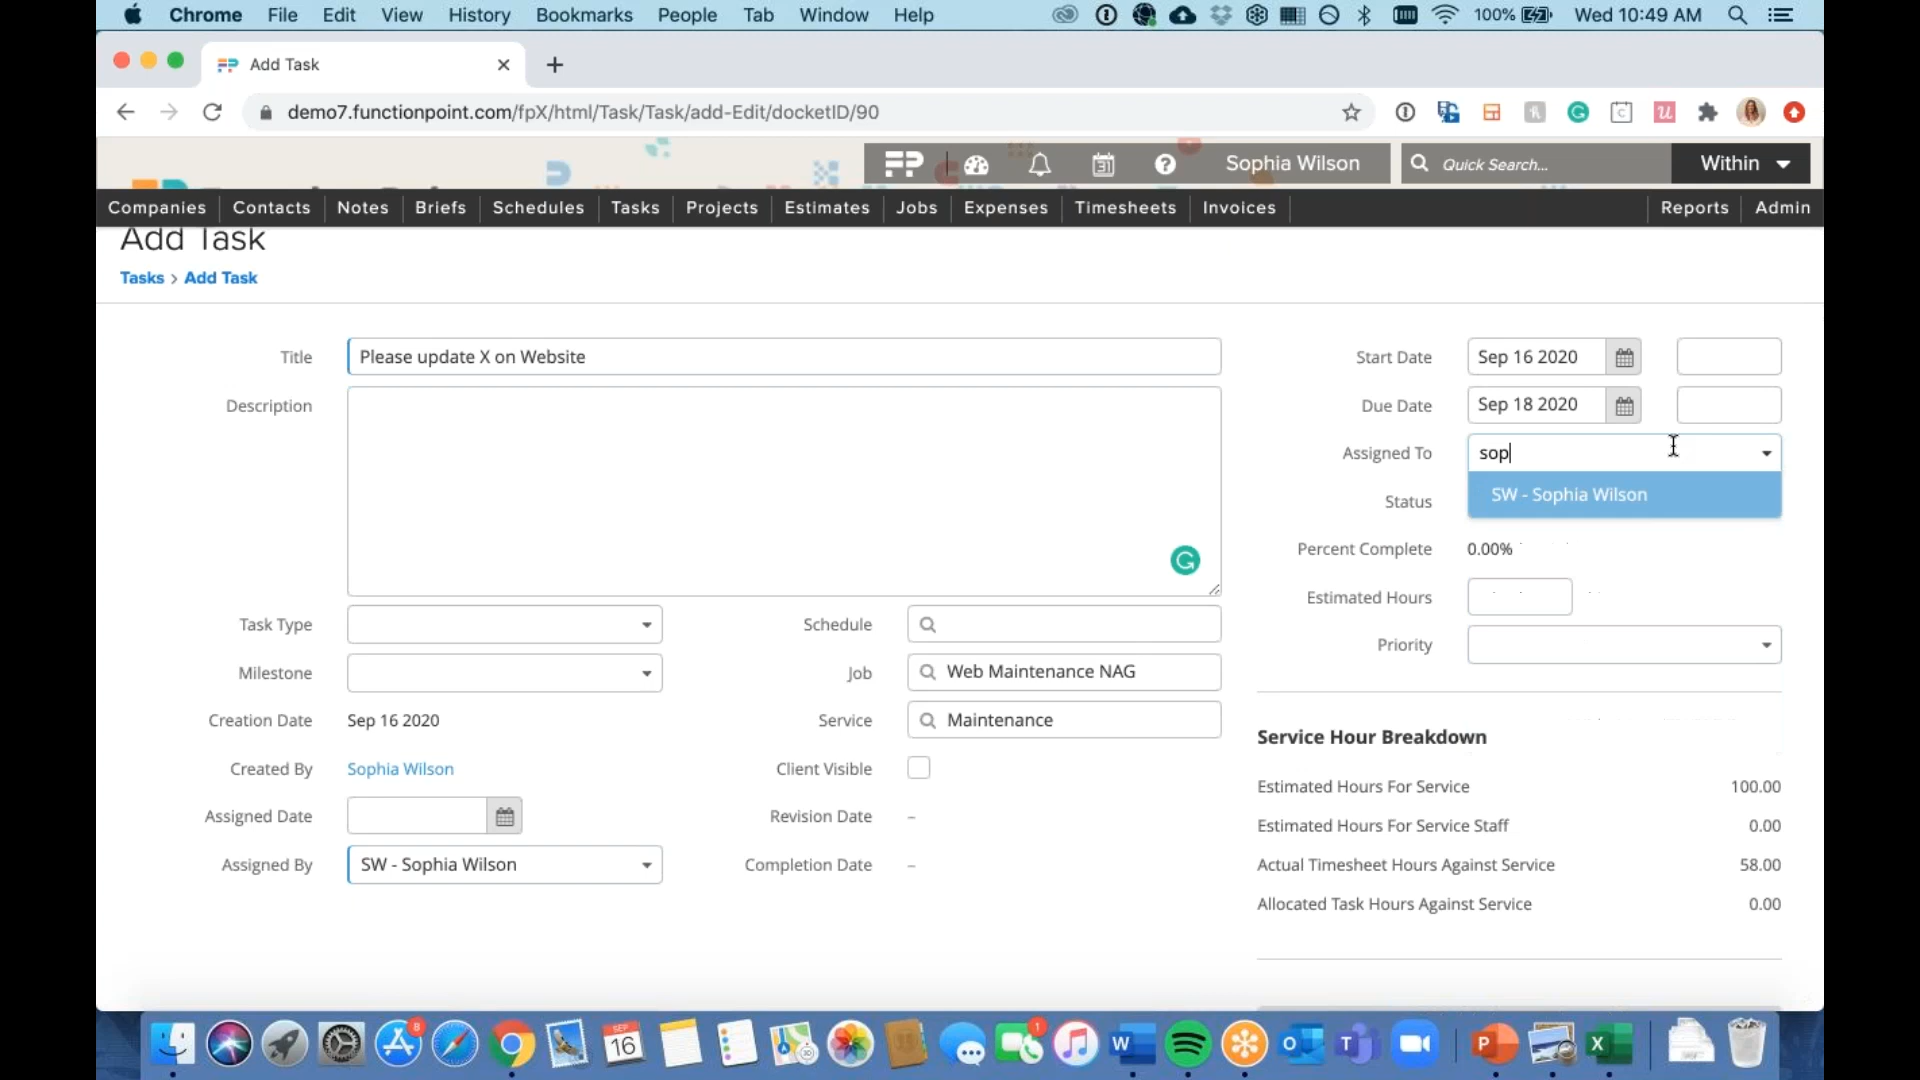 Chrome File Edit View History Bookmarks People Tab Window Help 100% Wed 10:49 AM
Add Task
demo7.functionpoint.com/fpX/html/Task/Task/add-Edit/docketID/90
FP 31 Sophia Wilson Quick Search... Within
Companies Contacts Notes Briefs Schedules Tasks Projects Estimates Jobs Expenses Timesheets Invoices Reports Admin
Add Task
Tasks > Add Task
Title Please update X on Website Start Date Sep 16 2020
Description Due Date Sep 18 2020
Assigned To sop
SW - Sophia Wilson
Status
Percent Complete 0.00%
Estimated Hours
Task Type Schedule Priority
Milestone Job Web Maintenance NAG
Creation Date Sep 16 2020 Service Maintenance
Service Hour Breakdown
Created By Sophia Wilson Client Visible
Estimated Hours For Service 100.00
Assigned Date Revision Date –
Estimated Hours For Service Staff 0.00
Assigned By SW - Sophia Wilson Completion Date –
Actual Timesheet Hours Against Service 58.00
Allocated Task Hours Against Service 0.00
8 SEP 16 1 W O T P X